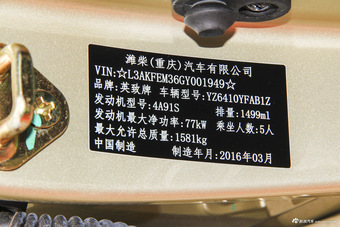 潍柴(重庆)汽车有限公司
VIN:☆L3AKFEM36GY001949☆
品牌:英致牌 车辆型号:YZ6410YFAB1Z
发动机型号:4A91S 排量:1499ml
发动机最大净功率:77kW 乘坐人数:5人
最大允许总质量:1581kg
中国制造 制造年月:2016年03月